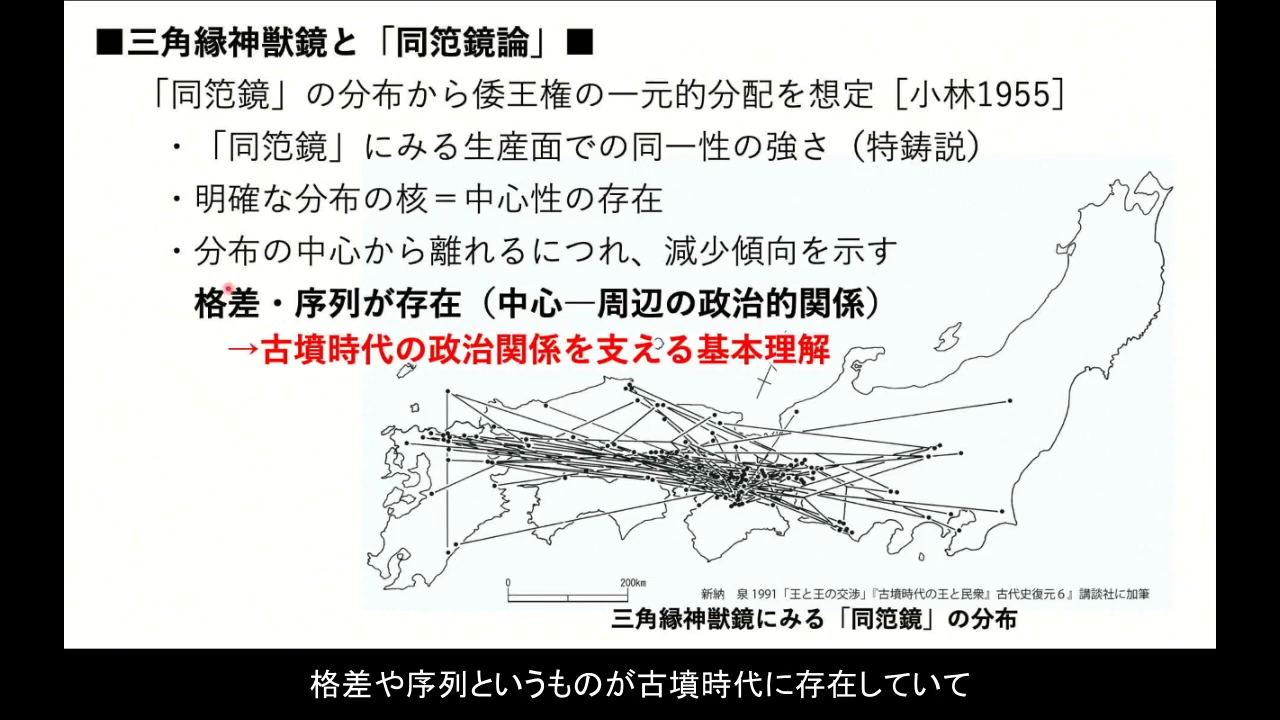 ■三角縁神獣鏡と「同笵鏡論」■
「同笵鏡」の分布から倭王権の一元的分配を想定［小林1955］
・「同笵鏡」にみる生産面での同一性の強さ（特鋳説）
・明確な分布の核＝中心性の存在
・分布の中心から離れるにつれ、減少傾向を示す
格差・序列が存在（中心―周辺の政治的関係）
→古墳時代の政治関係を支える基本理解
0 200km
新納　泉 1991「王と王の交渉」『古墳時代の王と民衆』古代史復元６』講談社に加筆
三角縁神獣鏡にみる「同笵鏡」の分布
格差や序列というものが古墳時代に存在していて